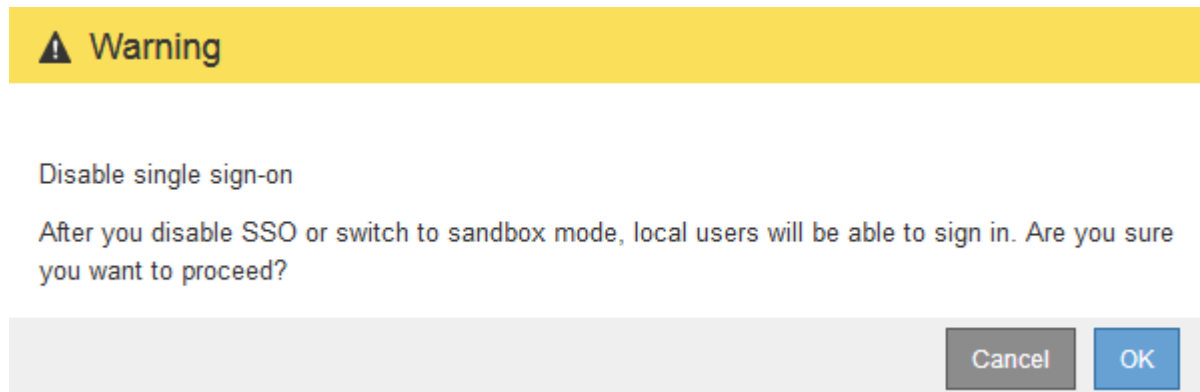 Warning
Disable single sign-on
After you disable SSO or switch to sandbox mode, local users will be able to sign in. Are you sure
you want to proceed?
Cancel OK